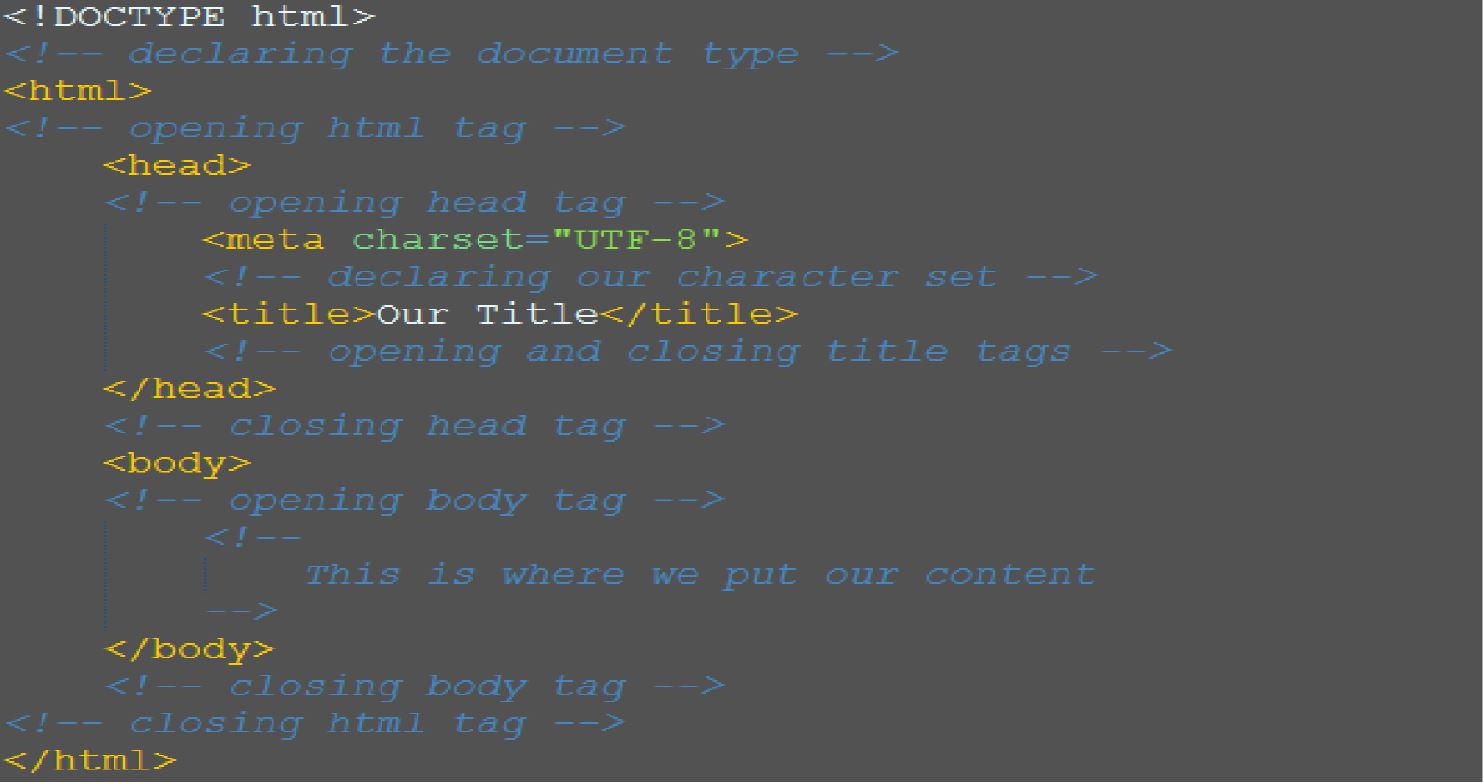 <!DOCTYPE html>
<!-- declaring the document type -->
<html>
<!-- opening html tag -->
<head>
<!-- opening head tag -->
<meta charset="UTF-8">
<!-- declaring our character set -->
<title>Our Title</title>
<!-- opening and closing title tags -->
</head>
<!-- closing head tag -->
<body>
<!-- opening body tag -->
<!--
This is where we put our content
-->
</body>
<!-- closing body tag -->
<!-- closing html tag -->
</html>